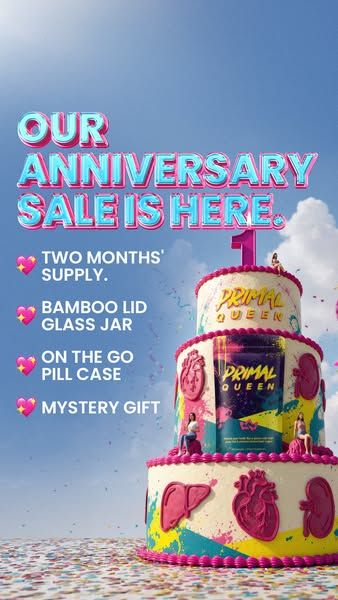 OUR
ANNIVERSARY
SALE IS HERE.
TWO MONTHS'
SUPPLY.
BAMBOO LID
GLASS JAR
ON THE GO
PILL CASE
MYSTERY GIFT
1
PRIMAL
QUEEN
PRIMAL
QUEEN